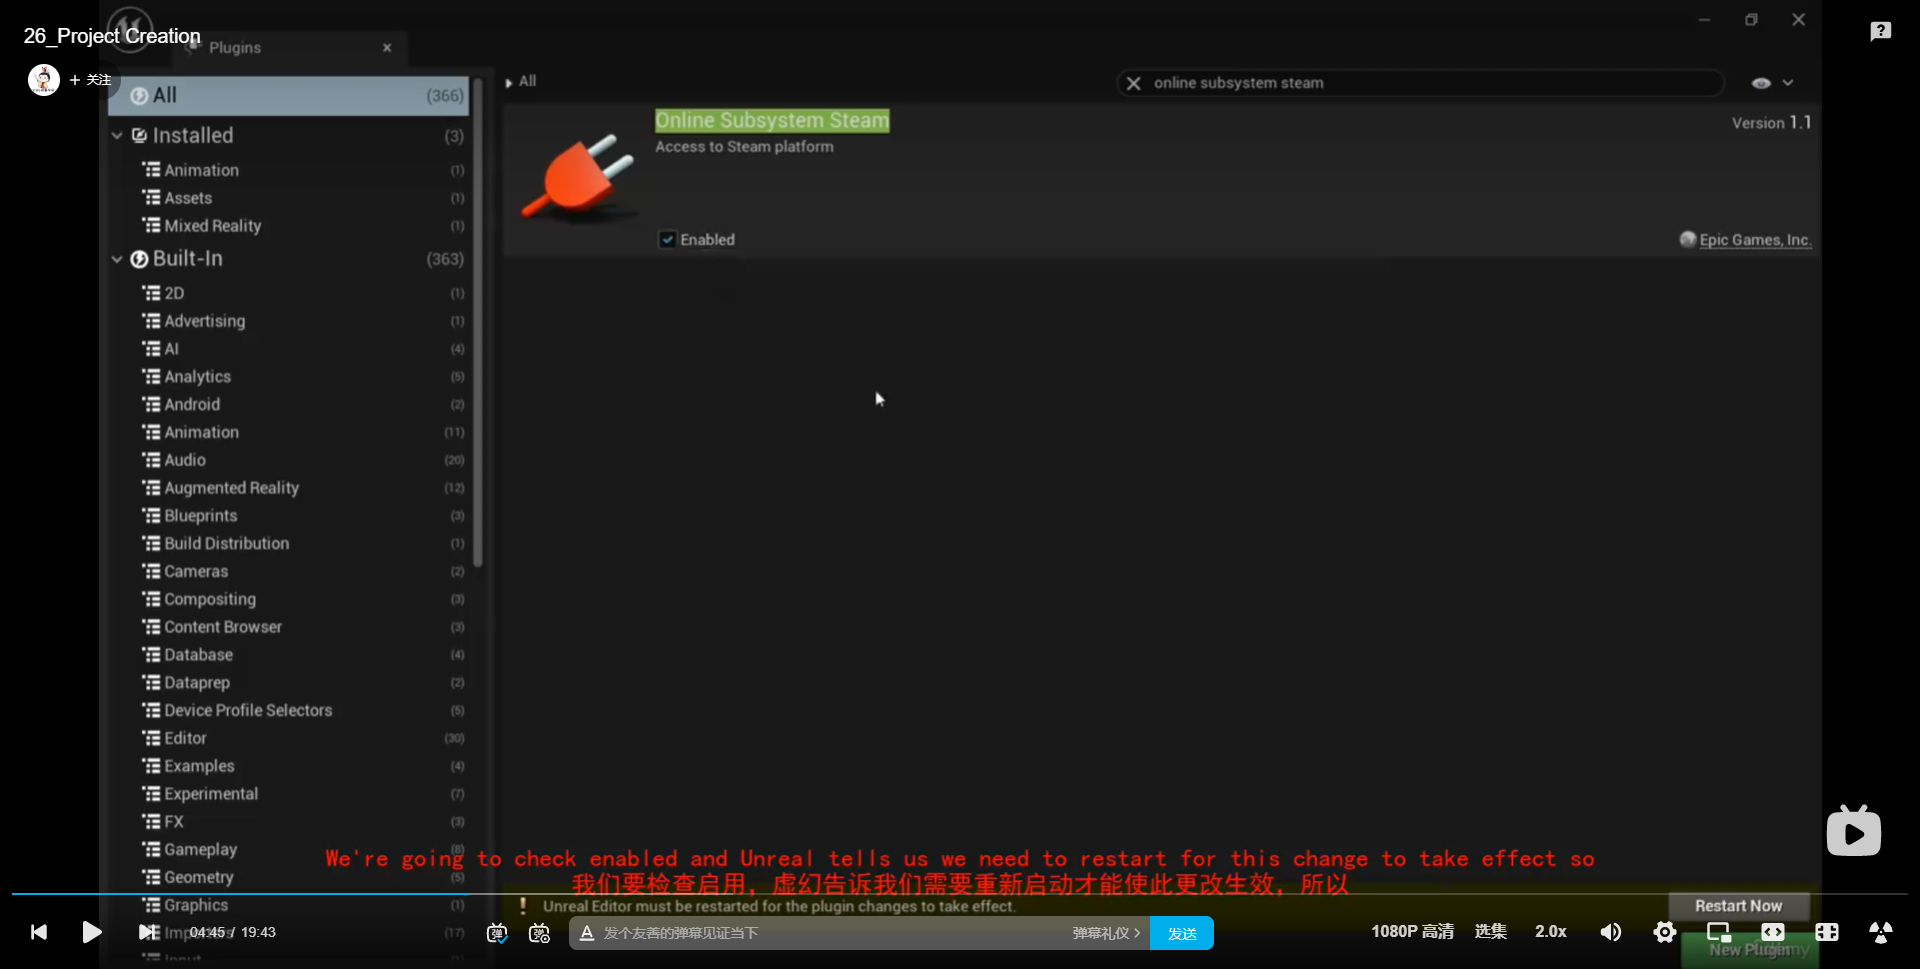 26_Project Creation
Plugins
+ 关注
All
(366)
Installed
(3)
Animation
(1)
Assets
(1)
Mixed Reality
(1)
Built-In
(363)
2D
(1)
Advertising
(1)
AI
(4)
Analytics
(5)
Android
(2)
Animation
(11)
Audio
(20)
Augmented Reality
(12)
Blueprints
(3)
Build Distribution
(1)
Cameras
(2)
Compositing
(3)
Content Browser
(3)
Database
(4)
Dataprep
(2)
Device Profile Selectors
(5)
Editor
(30)
Examples
(4)
Experimental
(7)
FX
(3)
Gameplay
(8)
Geometry
(5)
Graphics
(1)
(17)
All
online subsystem steam
Online Subsystem Steam
Version 1.1
Access to Steam platform
Enabled
Epic Games, Inc.
We're going to check enabled and Unreal tells us we need to restart for this change to take effect so
我们要检查启用，虚幻告诉我们需要重新启动才能使此更改生效，所以
Unreal Editor must be restarted for the plugin changes to take effect.
Restart Now
04:45 / 19:43
发个友善的弹幕见证当下
弹幕礼仪 >
发送
1080P 高清
选集
2.0x
New Plugin